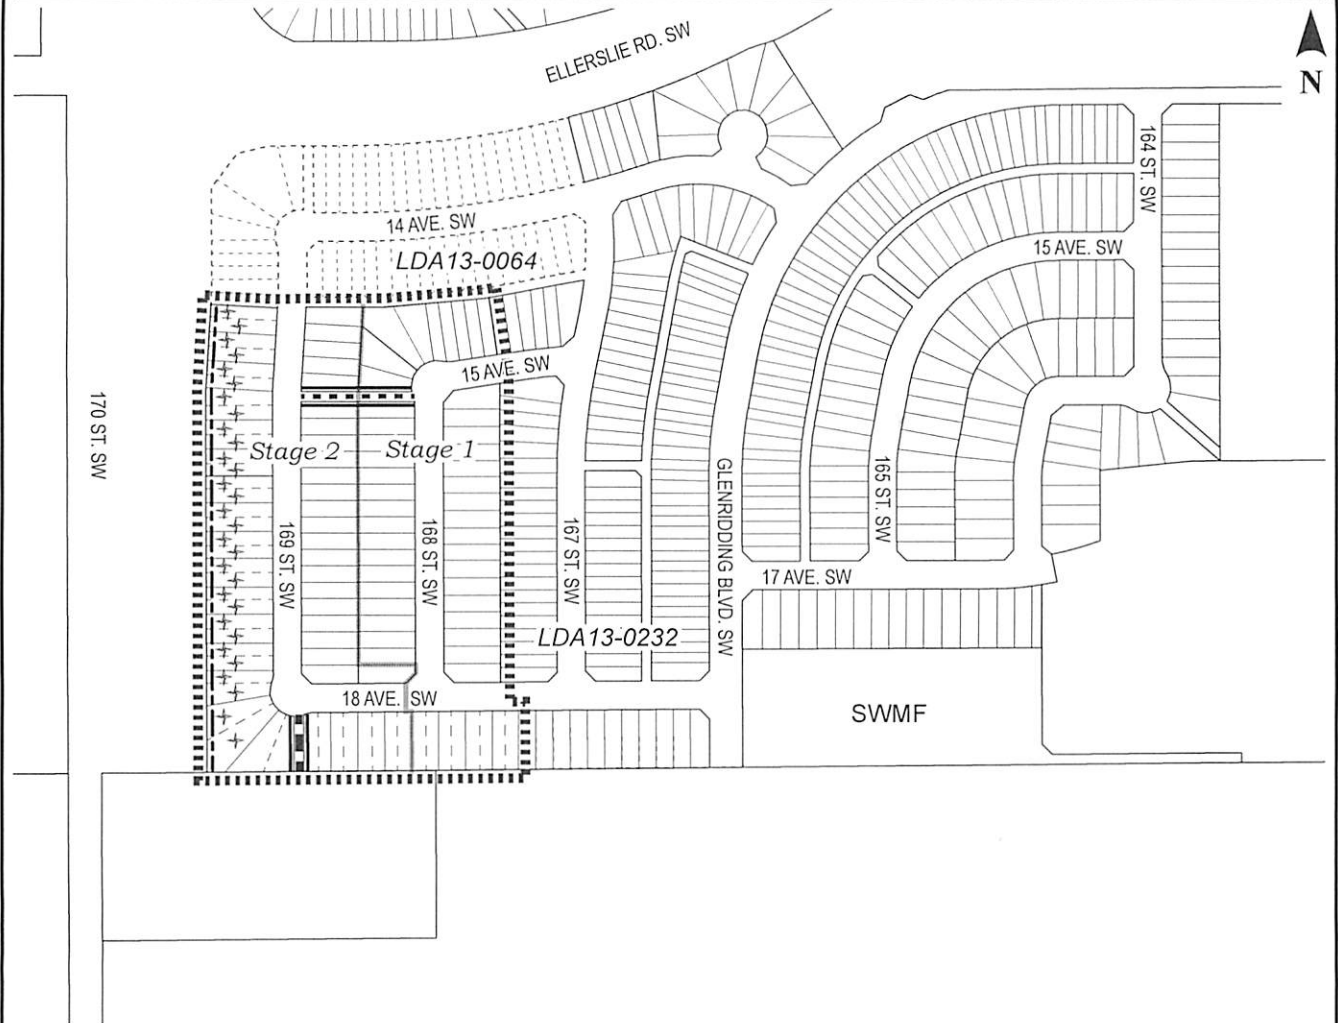 ELLERSLIE RD. SW
N
164 ST. SW
14 AVE. SW
15 AVE. SW
LDA13-0064
15 AVE. SW
170 ST. SW
Stage 2
Stage 1
169 ST. SW
168 ST. SW
167 ST. SW
GLENRIDDING BLVD. SW
165 ST. SW
17 AVE. SW
LDA13-0232
18 AVE. SW
SWMF